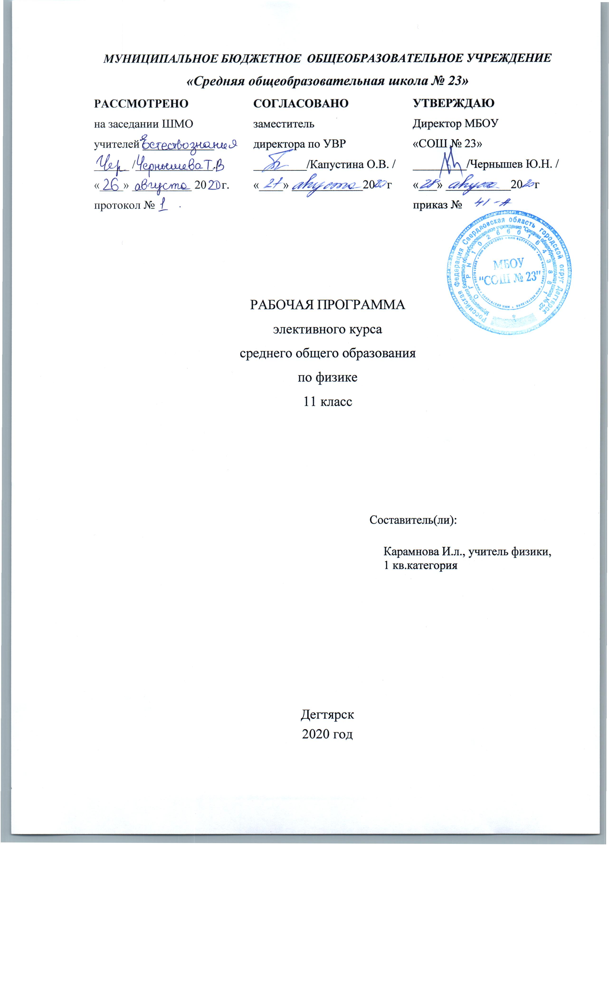 МУНИЦИПАЛЬНОЕ БЮДЖЕТНОЕ ОБЩЕОБРАЗОВАТЕЛЬНОЕ УЧРЕЖДЕНИЕ
«Средняя общеобразовательная школа № 23»
РАССМОТРЕНО
на заседании ШМО
учителей Естествознания
Чер /Чернышева Т.В
«26» августа 2020г.
протокол № 1
СОГЛАСОВАНО
заместитель
директора по УВР
/Капустина О.В. /
«27» августа 2020 г
УТВЕРЖДАЮ
Директор МБОУ
«СОШ № 23»
/Чернышев Ю.Н. /
«28» августа 2020 г
приказ № 41-А
Российская Федерация Свердловская область городской округ Дегтярск
Муниципальное бюджетное общеобразовательное учреждение "Средняя общеобразовательная школа № 23"
ОГРН 1026601643881
МБОУ
"СОШ № 23"
РАБОЧАЯ ПРОГРАММА
элективного курса
среднего общего образования
по физике
11 класс
Составитель(ли):
Карамнова И.л., учитель физики,
1 кв.категория
Дегтярск
2020 год